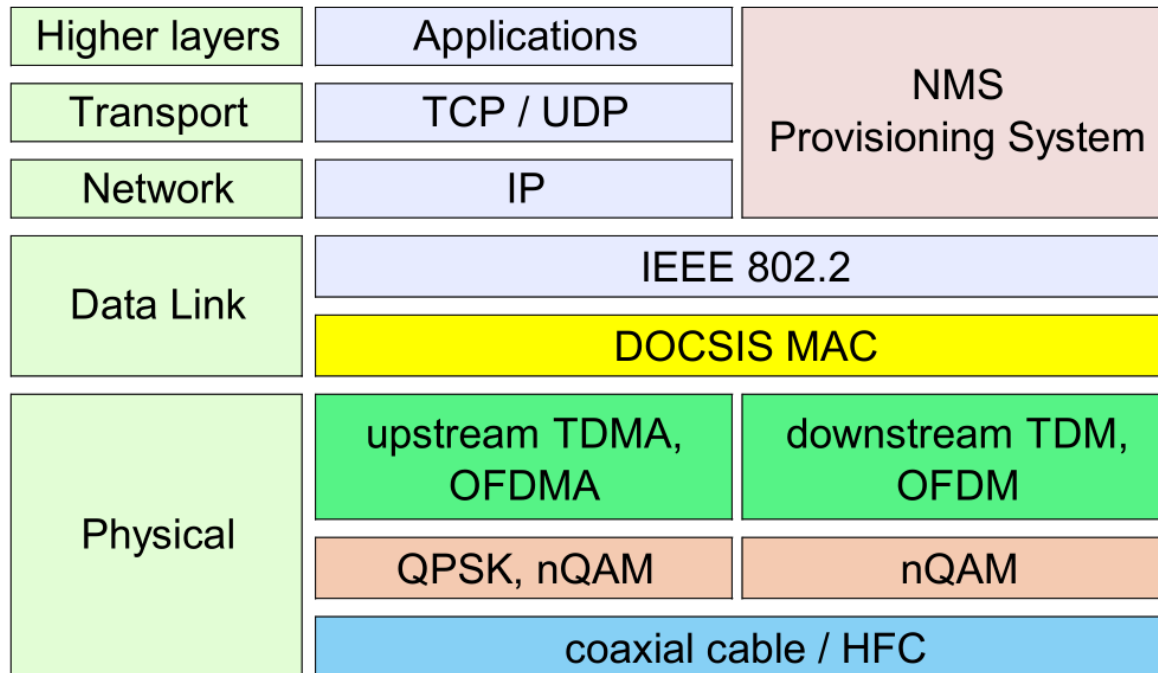 Higher layers
Applications
NMS
Provisioning System
Transport
TCP / UDP
Network
IP
Data Link
IEEE 802.2
DOCSIS MAC
Physical
upstream TDMA,
OFDMA
downstream TDM,
OFDM
QPSK, nQAM
nQAM
coaxial cable / HFC